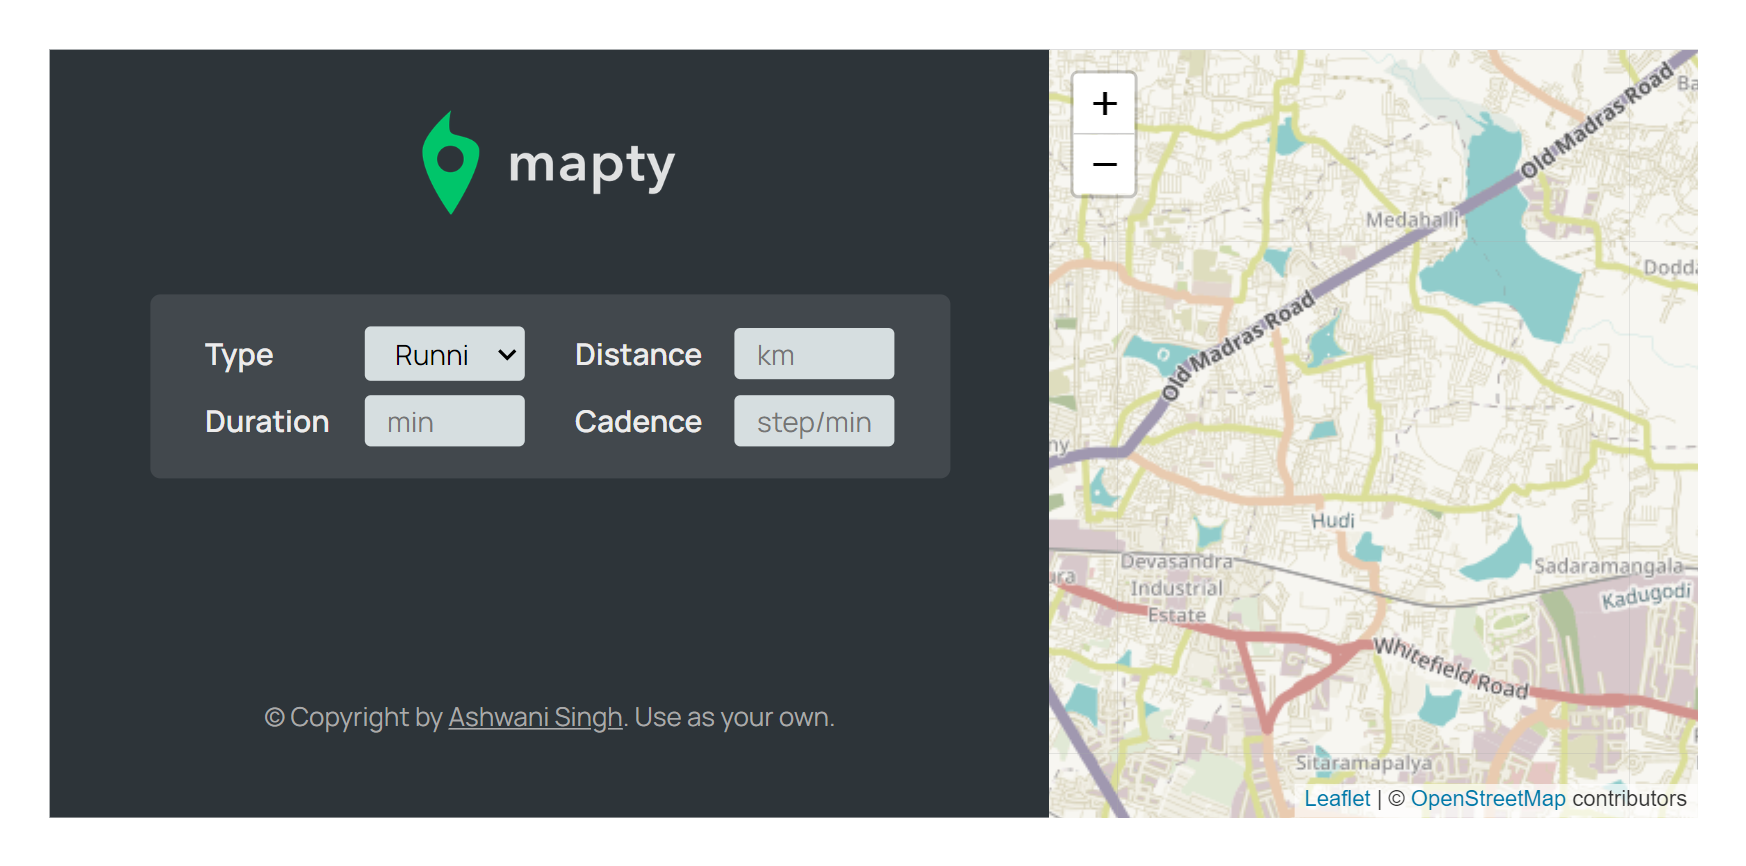 mapty
Type Runni Distance km
Duration min Cadence step/min
© Copyright by Ashwani Singh. Use as your own.
+
−
Old Madras Road
Ba
Medahalli
Dodd
Old Madras Road
ny
Hudi
Devasandra
Industrial
Estate
ura
Sadaramangala
Kadugodi
Whitefield Road
Sitaramapalya
Leaflet | © OpenStreetMap contributors